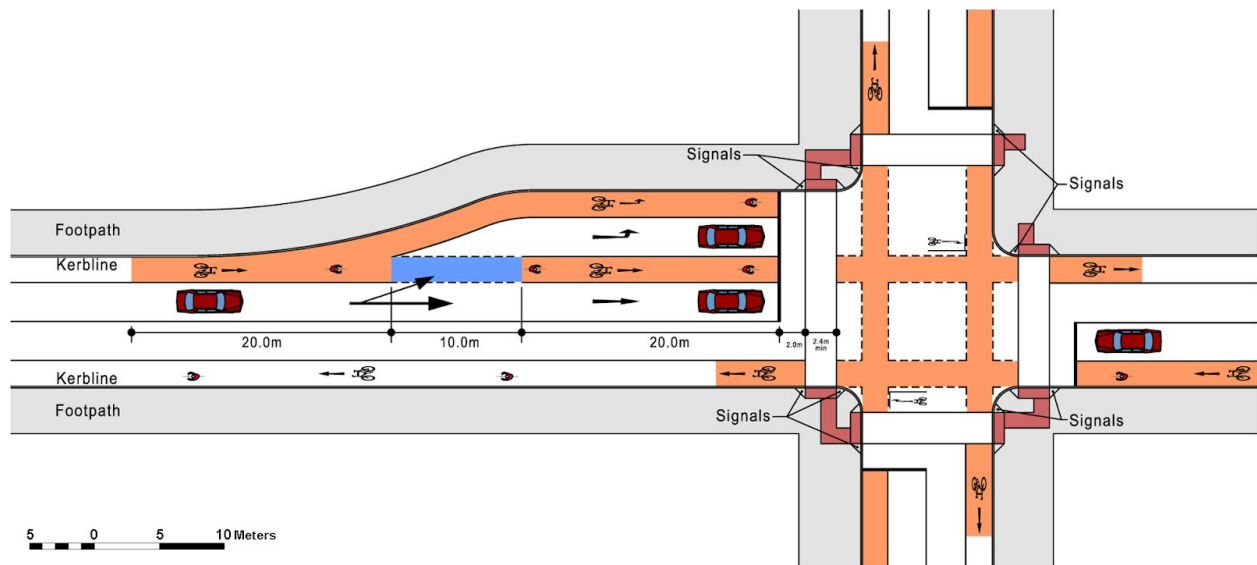 Signals
Signals
Footpath
Kerbline
20.0m
10.0m
20.0m
2.0m
2.4m
min
Kerbline
Footpath
Signals
Signals
5 0 5 10 Meters